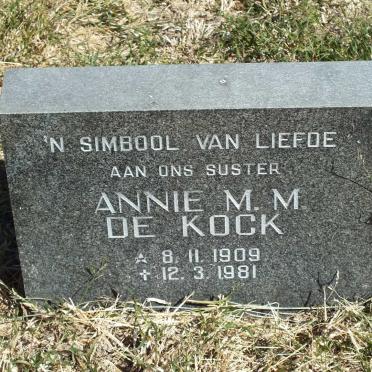 'N SIMBOOL VAN LIEFDE
AAN ONS SUSTER
ANNIE M. M.
DE KOCK
* 8. 11. 1909
+ 12. 3. 1981